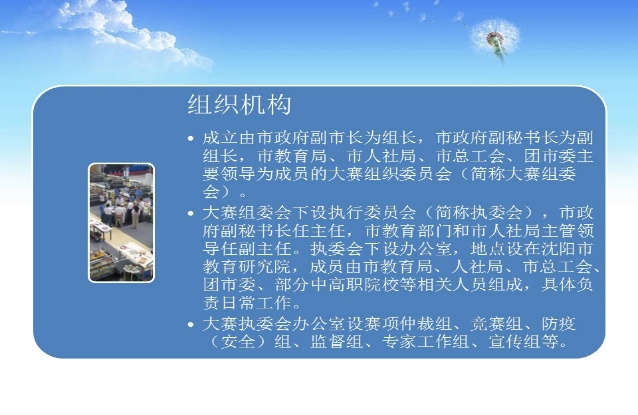 组织机构
• 成立由市政府副市长为组长，市政府副秘书长为副
组长，市教育局、市人社局、市总工会、团市委主
要领导为成员的大赛组织委员会（简称大赛组委
会）。
• 大赛组委会下设执行委员会（简称执委会），市政
府副秘书长任主任，市教育部门和市人社局主管领
导任副主任。执委会下设办公室，地点设在沈阳市
教育研究院，成员由市教育局、人社局、市总工会、
团市委、部分中高职院校等相关人员组成，具体负
责日常工作。
• 大赛执委会办公室设赛项仲裁组、竞赛组、防疫
（安全）组、监督组、专家工作组、宣传组等。